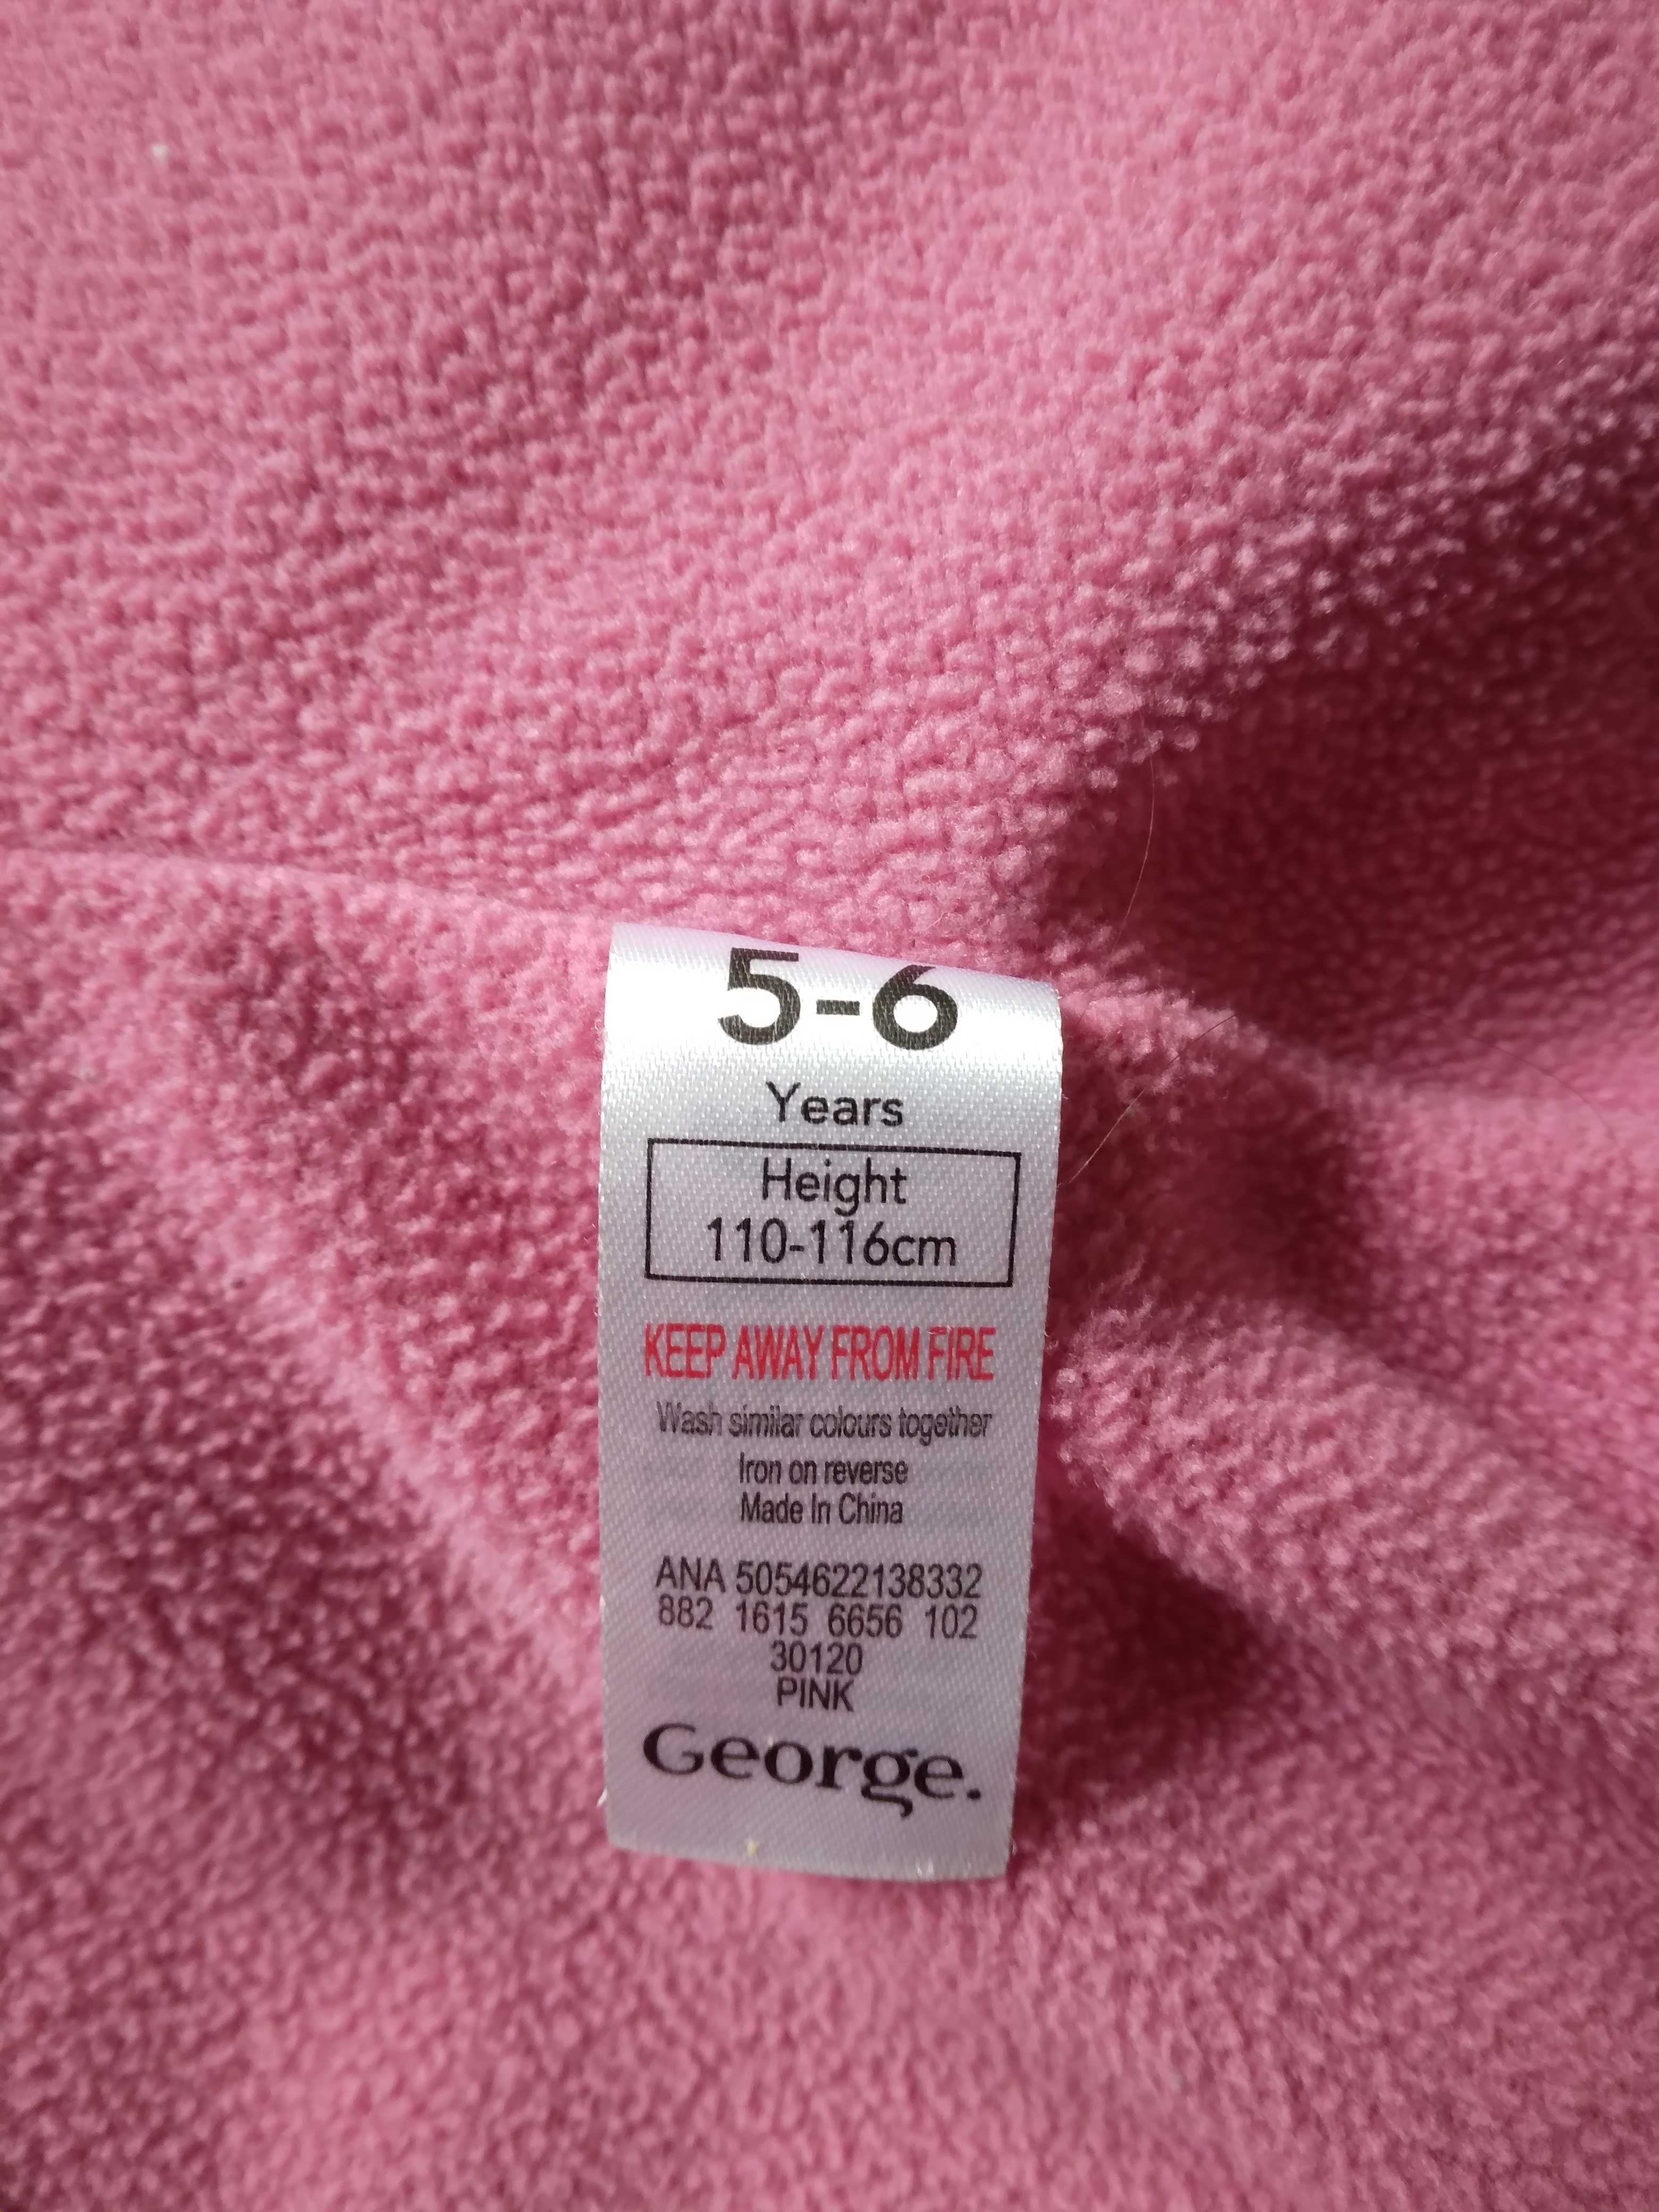 5-6
Years
Height
110-116cm
KEEP AWAY FROM FIRE
Wash similar colours together
Iron on reverse
Made In China
ANA 5054622138332
882 1615 6656 102
30120
PINK
George.